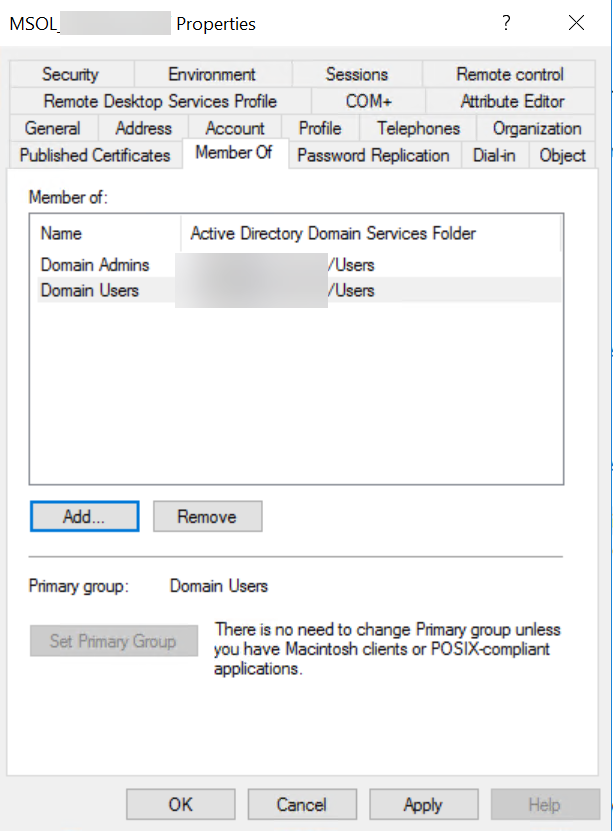 MSOL_ Properties
Security Environment Sessions Remote control
Remote Desktop Services Profile COM+ Attribute Editor
General Address Account Profile Telephones Organization
Published Certificates Member Of Password Replication Dial-in Object
Member of:
Name Active Directory Domain Services Folder
Domain Admins /Users
Domain Users /Users
Add... Remove
Primary group: Domain Users
Set Primary Group
There is no need to change Primary group unless
you have Macintosh clients or POSIX-compliant
applications.
OK Cancel Apply Help